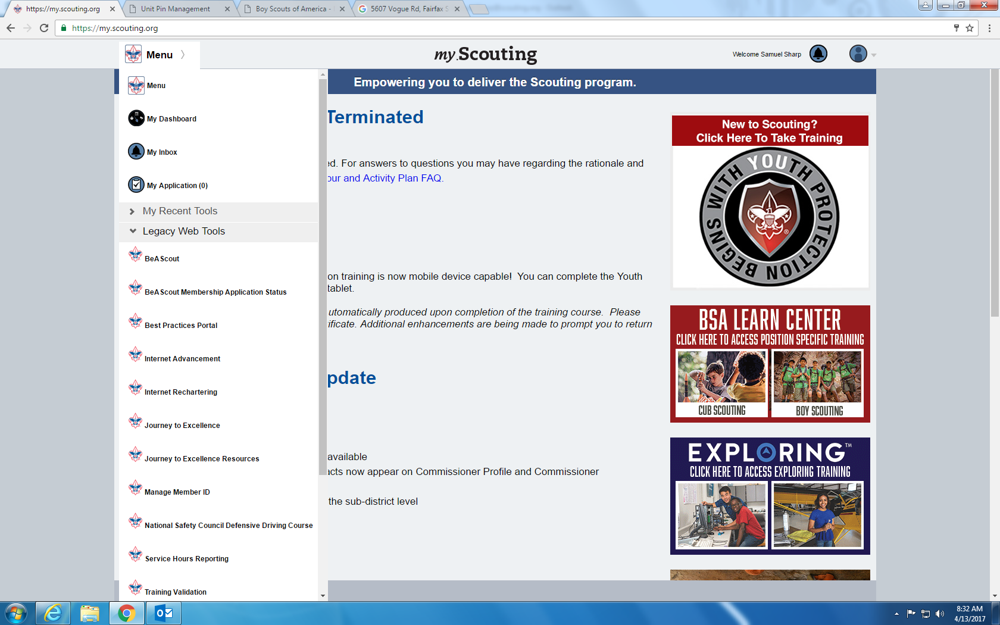 https://my.scouting.org
Unit Pin Management
Boy Scouts of America -
5607 Vogue Rd, Fairfax S
https://my.scouting.org
Menu
my.Scouting
Welcome Samuel Sharp
Empowering you to deliver the Scouting program.
Menu
My Dashboard
My Inbox
My Application (0)
My Recent Tools
Legacy Web Tools
BeAScout
BeAScout Membership Application Status
Best Practices Portal
Internet Advancement
Internet Rechartering
Journey to Excellence
Journey to Excellence Resources
Manage Member ID
National Safety Council Defensive Driving Course
Service Hours Reporting
Training Validation
Terminated
ed. For answers to questions you may have regarding the rationale and
our and Activity Plan FAQ.
on training is now mobile device capable! You can complete the Youth
tablet.
utomatically produced upon completion of the training course. Please
ificate. Additional enhancements are being made to prompt you to return
pdate
available
acts now appear on Commissioner Profile and Commissioner
the sub-district level
New to Scouting?
Click Here To Take Training
BEGINS WITH YOUTH PROTECTION
BSA LEARN CENTER
CLICK HERE TO ACCESS POSITION SPECIFIC TRAINING
CUB SCOUTING
BOY SCOUTING
EXPLORING™
CLICK HERE TO ACCESS EXPLORING TRAINING
8:32 AM
4/13/2017